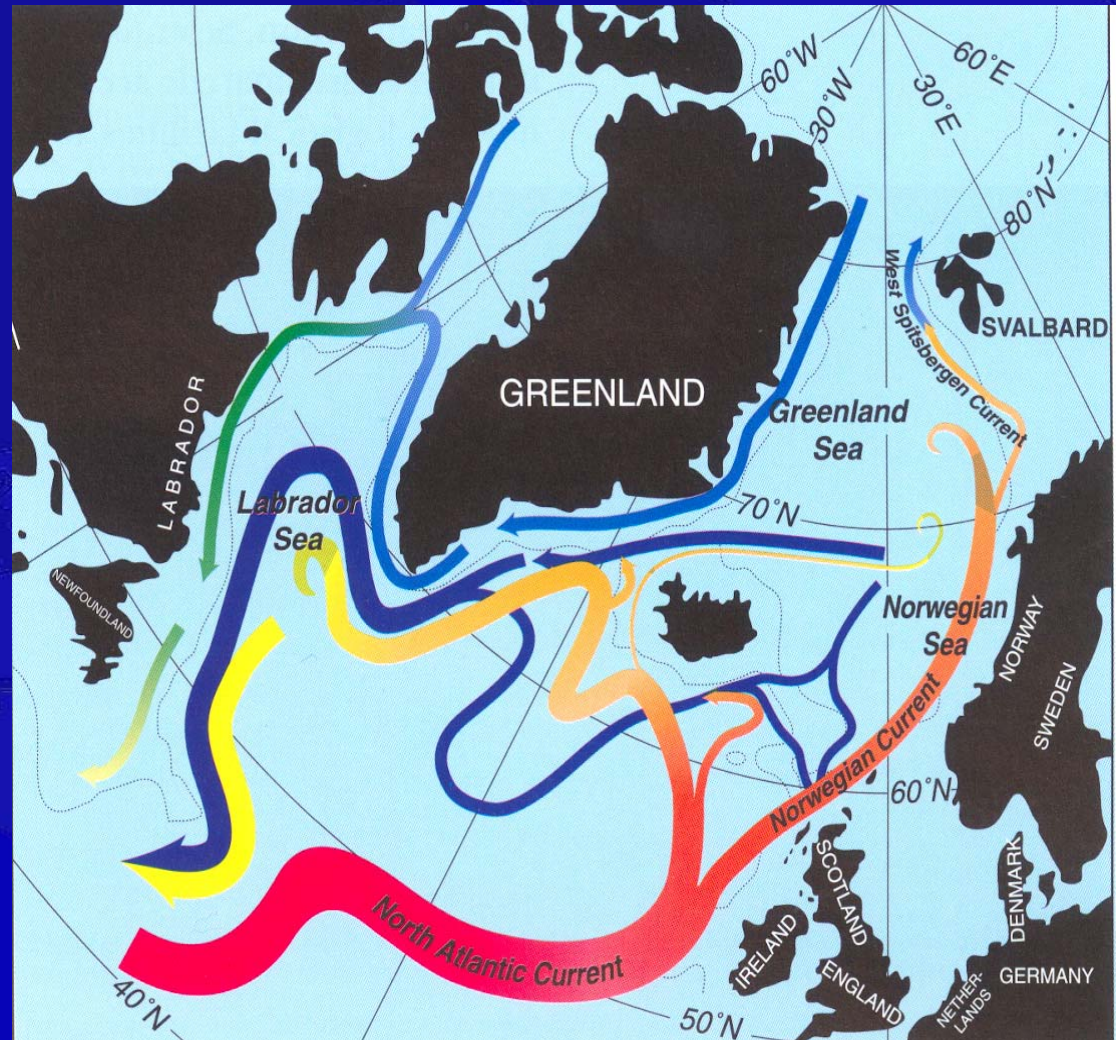 60°W
30°W
30°E
60°E
80°N
SVALBARD
West Spitsbergen Current
GREENLAND
Greenland
Sea
LABRADOR
Labrador
Sea
70°N
NEWFOUNDLAND
Norwegian
Sea
NORWAY
SWEDEN
Norwegian Current
60°N
SCOTLAND
DENMARK
North Atlantic Current
IRELAND
ENGLAND
NETHER-
LANDS
GERMANY
40°N
50°N